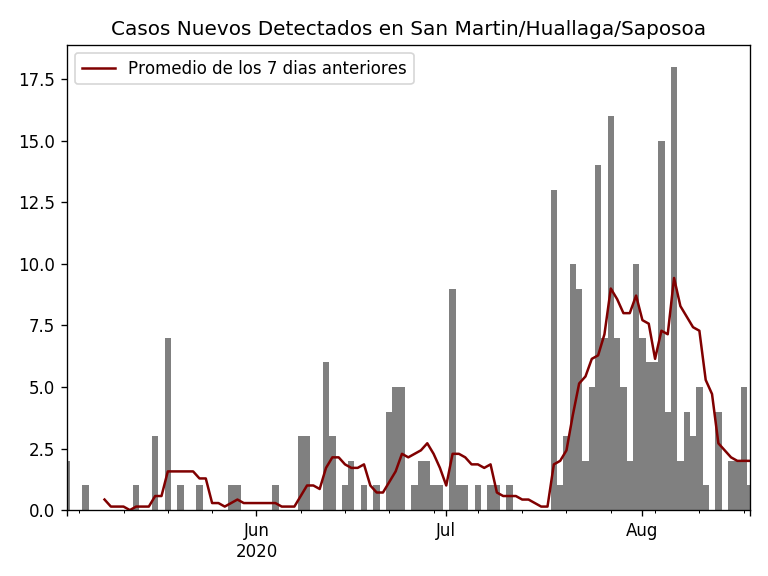 Casos Nuevos Detectados en San Martin/Huallaga/Saposoa
Promedio de los 7 dias anteriores
17.5
15.0
12.5
10.0
7.5
5.0
2.5
0.0
Jun
2020
Jul
Aug